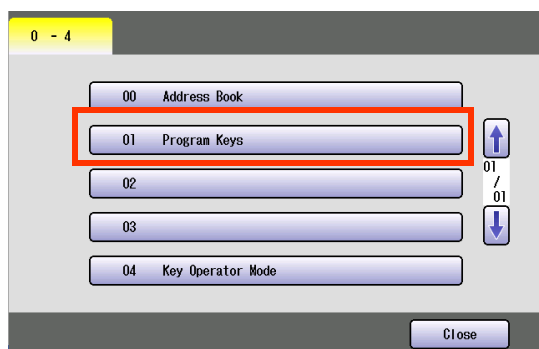 0 - 4
00 Address Book
01 Program Keys
02
03
04 Key Operator Mode
01
/
01
Close